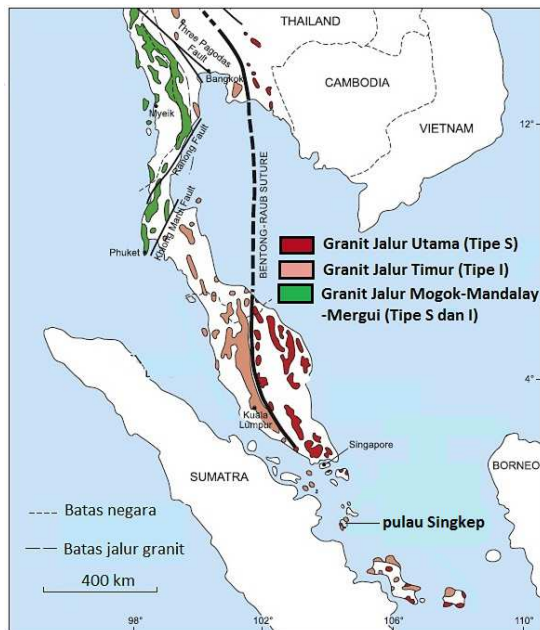 THAILAND
Three Pagodas
Fault
Bangkok
CAMBODIA
VIETNAM
Myeik
12°
Ranong Fault
BENTONG-RAUB SUTURE
Khlong Marui Fault
Phuket
Granit Jalur Utama (Tipe S)
Granit Jalur Timur (Tipe I)
Granit Jalur Mogok-Mandalay
-Mergui (Tipe S dan I)
4°
Kuala
Lumpur
Singapore
SUMATRA
BORNEO
pulau Singkep
Batas negara
Batas jalur granit
400 km
98°
102°
106°
110°